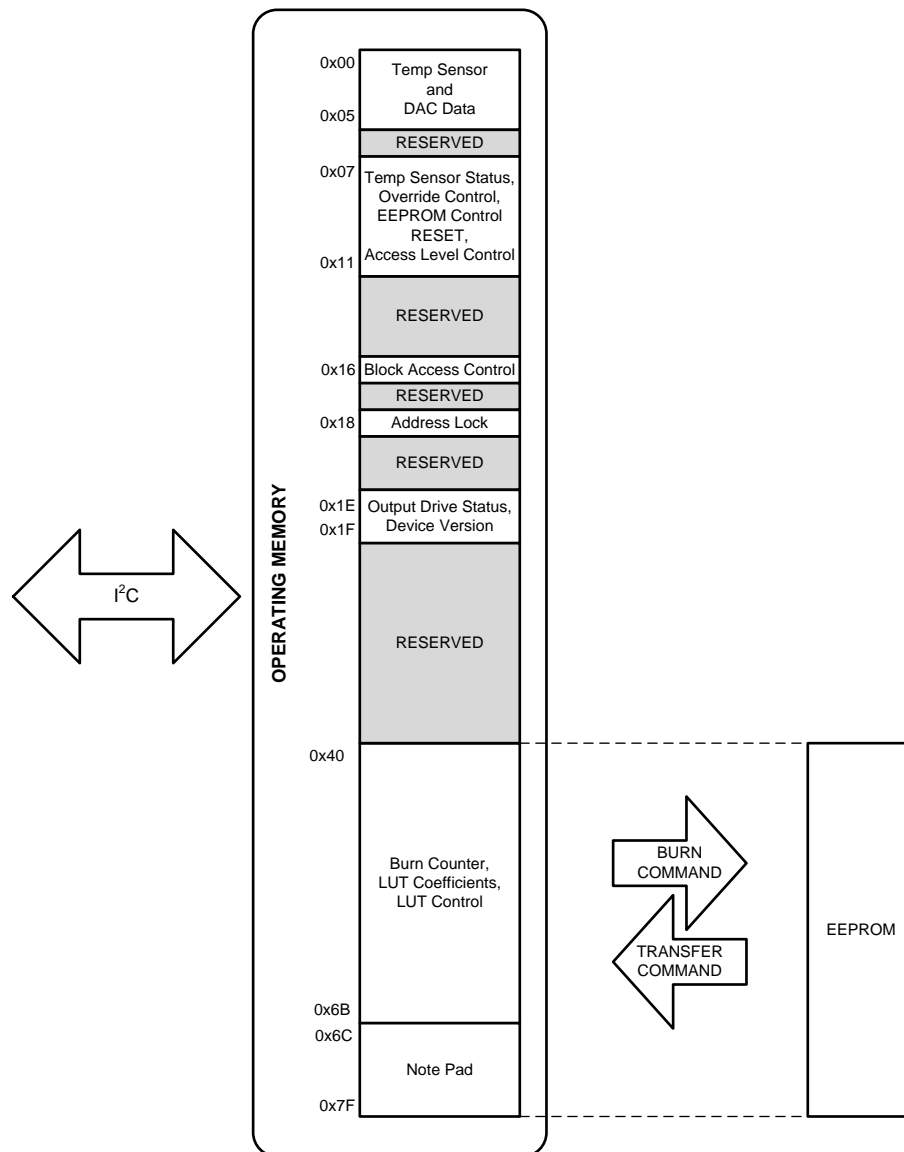 0x00
Temp Sensor
and
DAC Data
0x05
RESERVED
0x07
Temp Sensor Status,
Override Control,
EEPROM Control
RESET,
Access Level Control
0x11
RESERVED
0x16 Block Access Control
RESERVED
0x18 Address Lock
RESERVED
0x1E Output Drive Status,
0x1F Device Version
OPERATING MEMORY
I²C
RESERVED
0x40
Burn Counter,
LUT Coefficients,
LUT Control
BURN
COMMAND
TRANSFER
COMMAND
EEPROM
0x6B
0x6C
Note Pad
0x7F